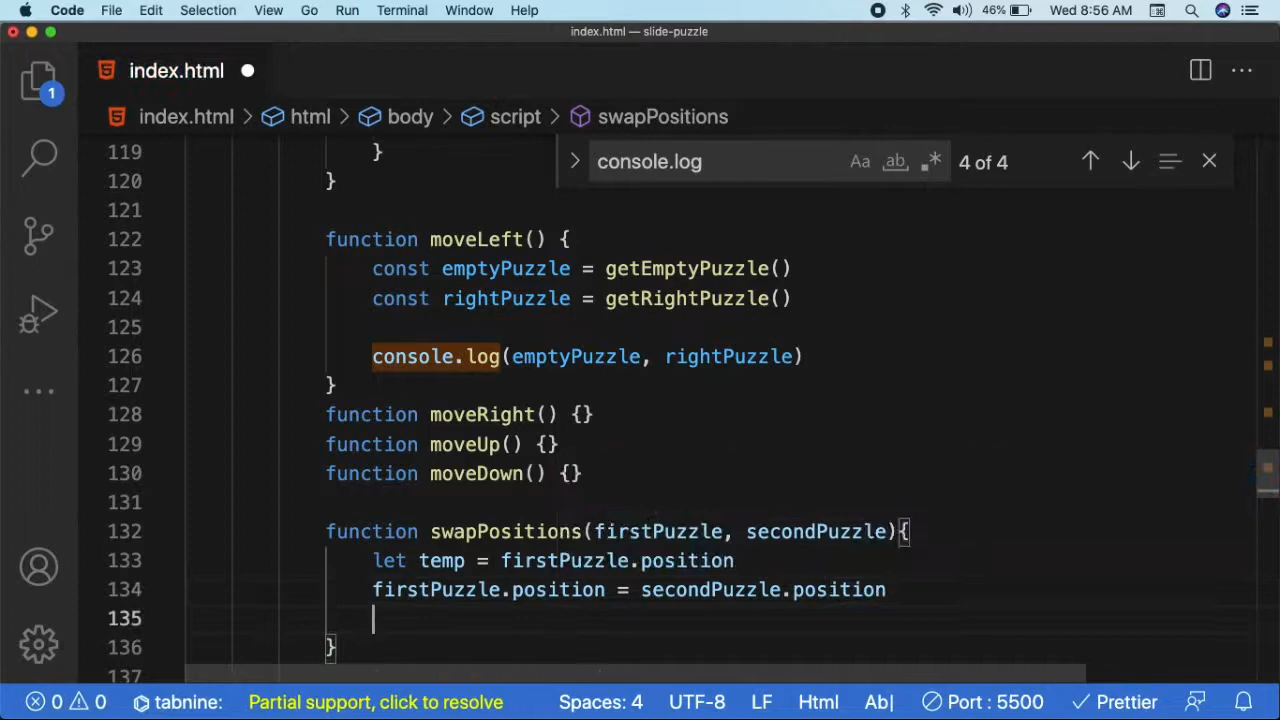 Code File Edit Selection View Go Run Terminal Window Help 46% Wed 8:56 AM
index.html — slide-puzzle
index.html
index.html > html > body > script > swapPositions
1
console.log Aa ab 4 of 4
119 }
120 }
121
122 function moveLeft() {
123 const emptyPuzzle = getEmptyPuzzle()
124 const rightPuzzle = getRightPuzzle()
125
126 console.log(emptyPuzzle, rightPuzzle)
127 }
128 function moveRight() {}
129 function moveUp() {}
130 function moveDown() {}
131
132 function swapPositions(firstPuzzle, secondPuzzle){
133 let temp = firstPuzzle.position
134 firstPuzzle.position = secondPuzzle.position
135
136 }
137
0 0 tabnine: Partial support, click to resolve Spaces: 4 UTF-8 LF Html Ab| Port : 5500 Prettier